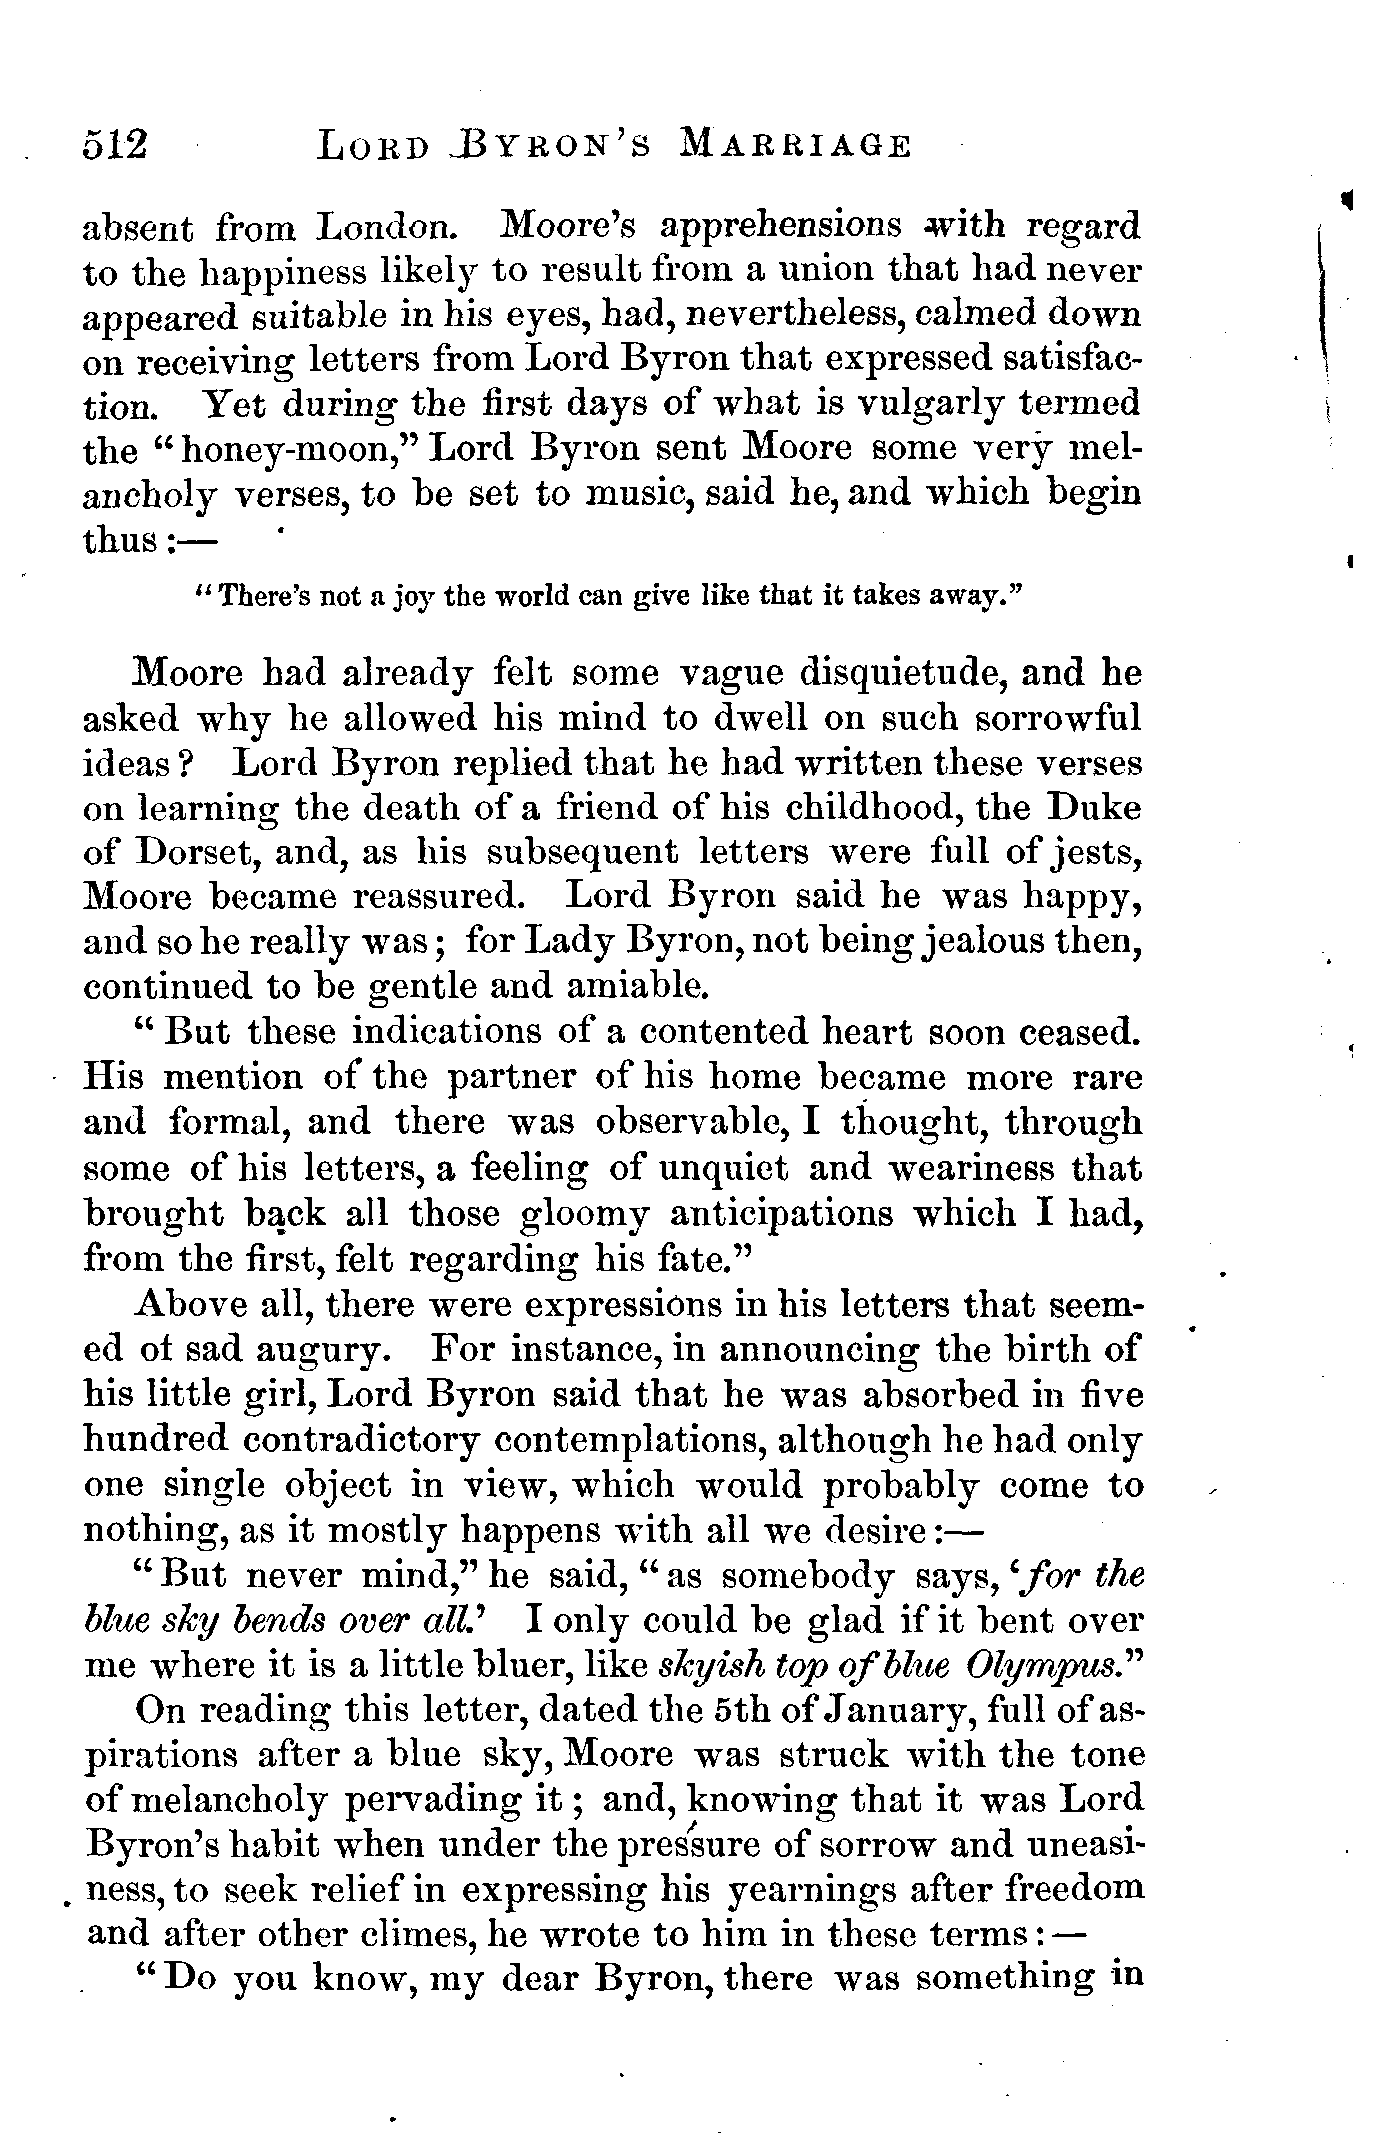 512 LORD BYRON'S MARRIAGE
absent from London. Moore's apprehensions with regard
to the happiness likely to result from a union that had never
appeared suitable in his eyes, had, nevertheless, calmed down
on receiving letters from Lord Byron that expressed satisfac-
tion. Yet during the first days of what is vulgarly termed
the "honey-moon," Lord Byron sent Moore some very mel-
ancholy verses, to be set to music, said he, and which begin
thus:—
"There's not a joy the world can give like that it takes away."
Moore had already felt some vague disquietude, and he
asked why he allowed his mind to dwell on such sorrowful
ideas? Lord Byron replied that he had written these verses
on learning the death of a friend of his childhood, the Duke
of Dorset, and, as his subsequent letters were full of jests,
Moore became reassured. Lord Byron said he was happy,
and so he really was; for Lady Byron, not being jealous then,
continued to be gentle and amiable.
"But these indications of a contented heart soon ceased.
His mention of the partner of his home became more rare
and formal, and there was observable, I thought, through
some of his letters, a feeling of unquiet and weariness that
brought back all those gloomy anticipations which I had,
from the first, felt regarding his fate."
Above all, there were expressions in his letters that seem-
ed of sad augury. For instance, in announcing the birth of
his little girl, Lord Byron said that he was absorbed in five
hundred contradictory contemplations, although he had only
one single object in view, which would probably come to
nothing, as it mostly happens with all we desire:—
"But never mind," he said, "as somebody says, 'for the
blue sky bends over all.' I only could be glad if it bent over
me where it is a little bluer, like skyish top of blue Olympus."
On reading this letter, dated the 5th of January, full of as-
pirations after a blue sky, Moore was struck with the tone
of melancholy pervading it; and, knowing that it was Lord
Byron's habit when under the pressure of sorrow and uneasi-
ness, to seek relief in expressing his yearnings after freedom
and after other climes, he wrote to him in these terms:—
"Do you know, my dear Byron, there was something in